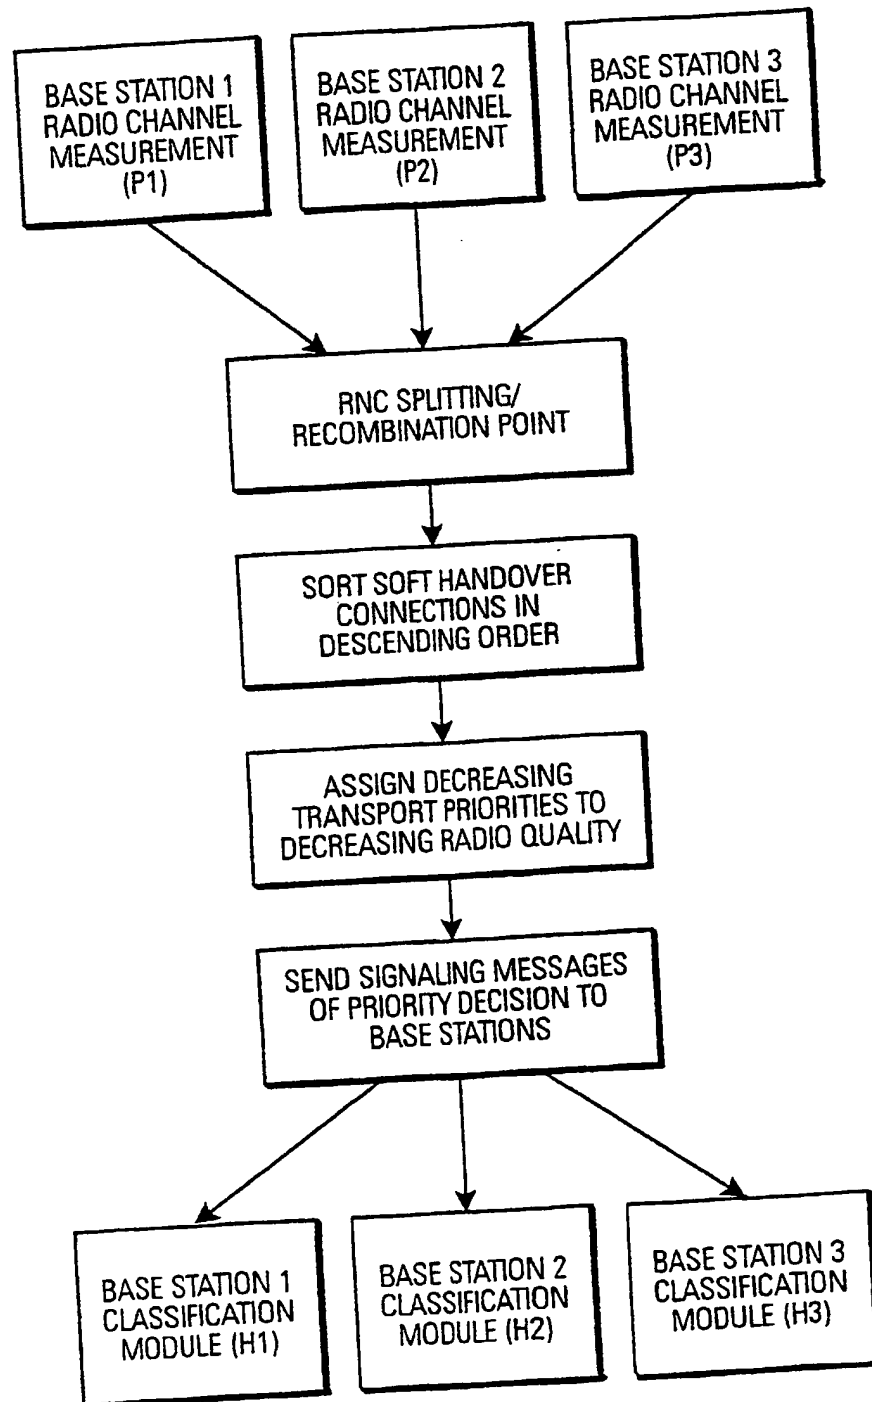 BASE STATION 1
RADIO CHANNEL
MEASUREMENT
(P1)
BASE STATION 2
RADIO CHANNEL
MEASUREMENT
(P2)
BASE STATION 3
RADIO CHANNEL
MEASUREMENT
(P3)
RNC SPLITTING/
RECOMBINATION POINT
SORT SOFT HANDOVER
CONNECTIONS IN
DESCENDING ORDER
ASSIGN DECREASING
TRANSPORT PRIORITIES TO
DECREASING RADIO QUALITY
SEND SIGNALING MESSAGES
OF PRIORITY DECISION TO
BASE STATIONS
BASE STATION 1
CLASSIFICATION
MODULE (H1)
BASE STATION 2
CLASSIFICATION
MODULE (H2)
BASE STATION 3
CLASSIFICATION
MODULE (H3)